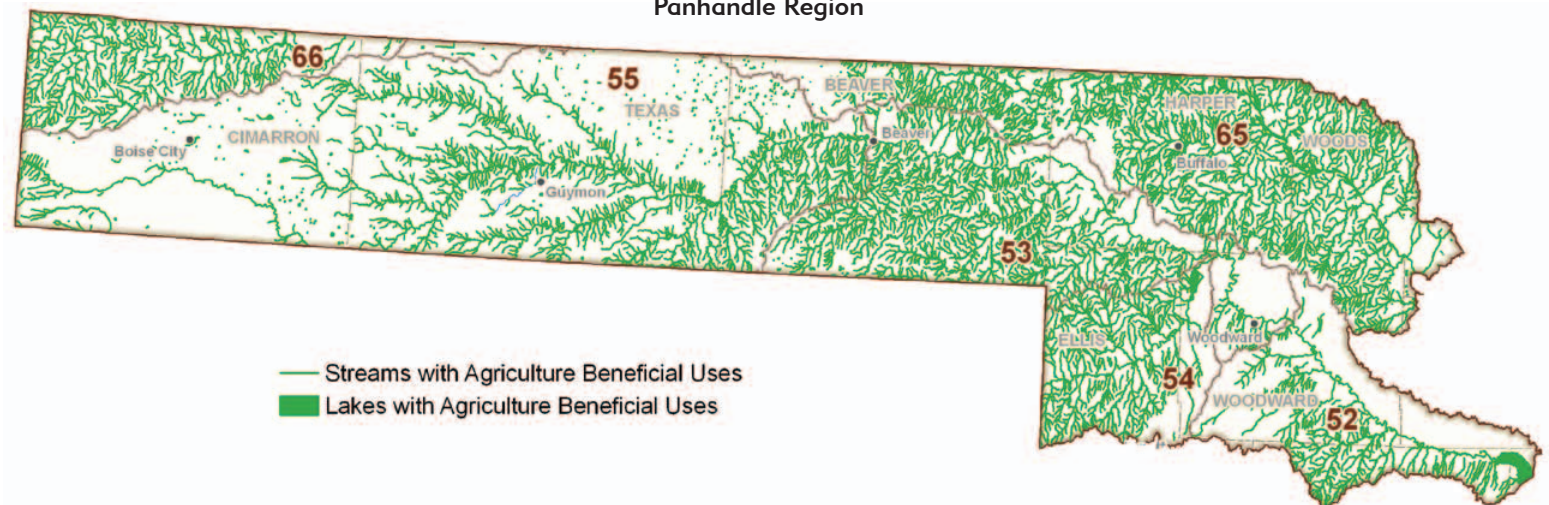 Panhandle Region
66
55
TEXAS
BEAVER
HARPER
65
WOODS
CIMARRON
Boise City
Beaver
Buffalo
Guymon
53
ELLIS
Woodward
54
WOODWARD
52
Streams with Agriculture Beneficial Uses
Lakes with Agriculture Beneficial Uses